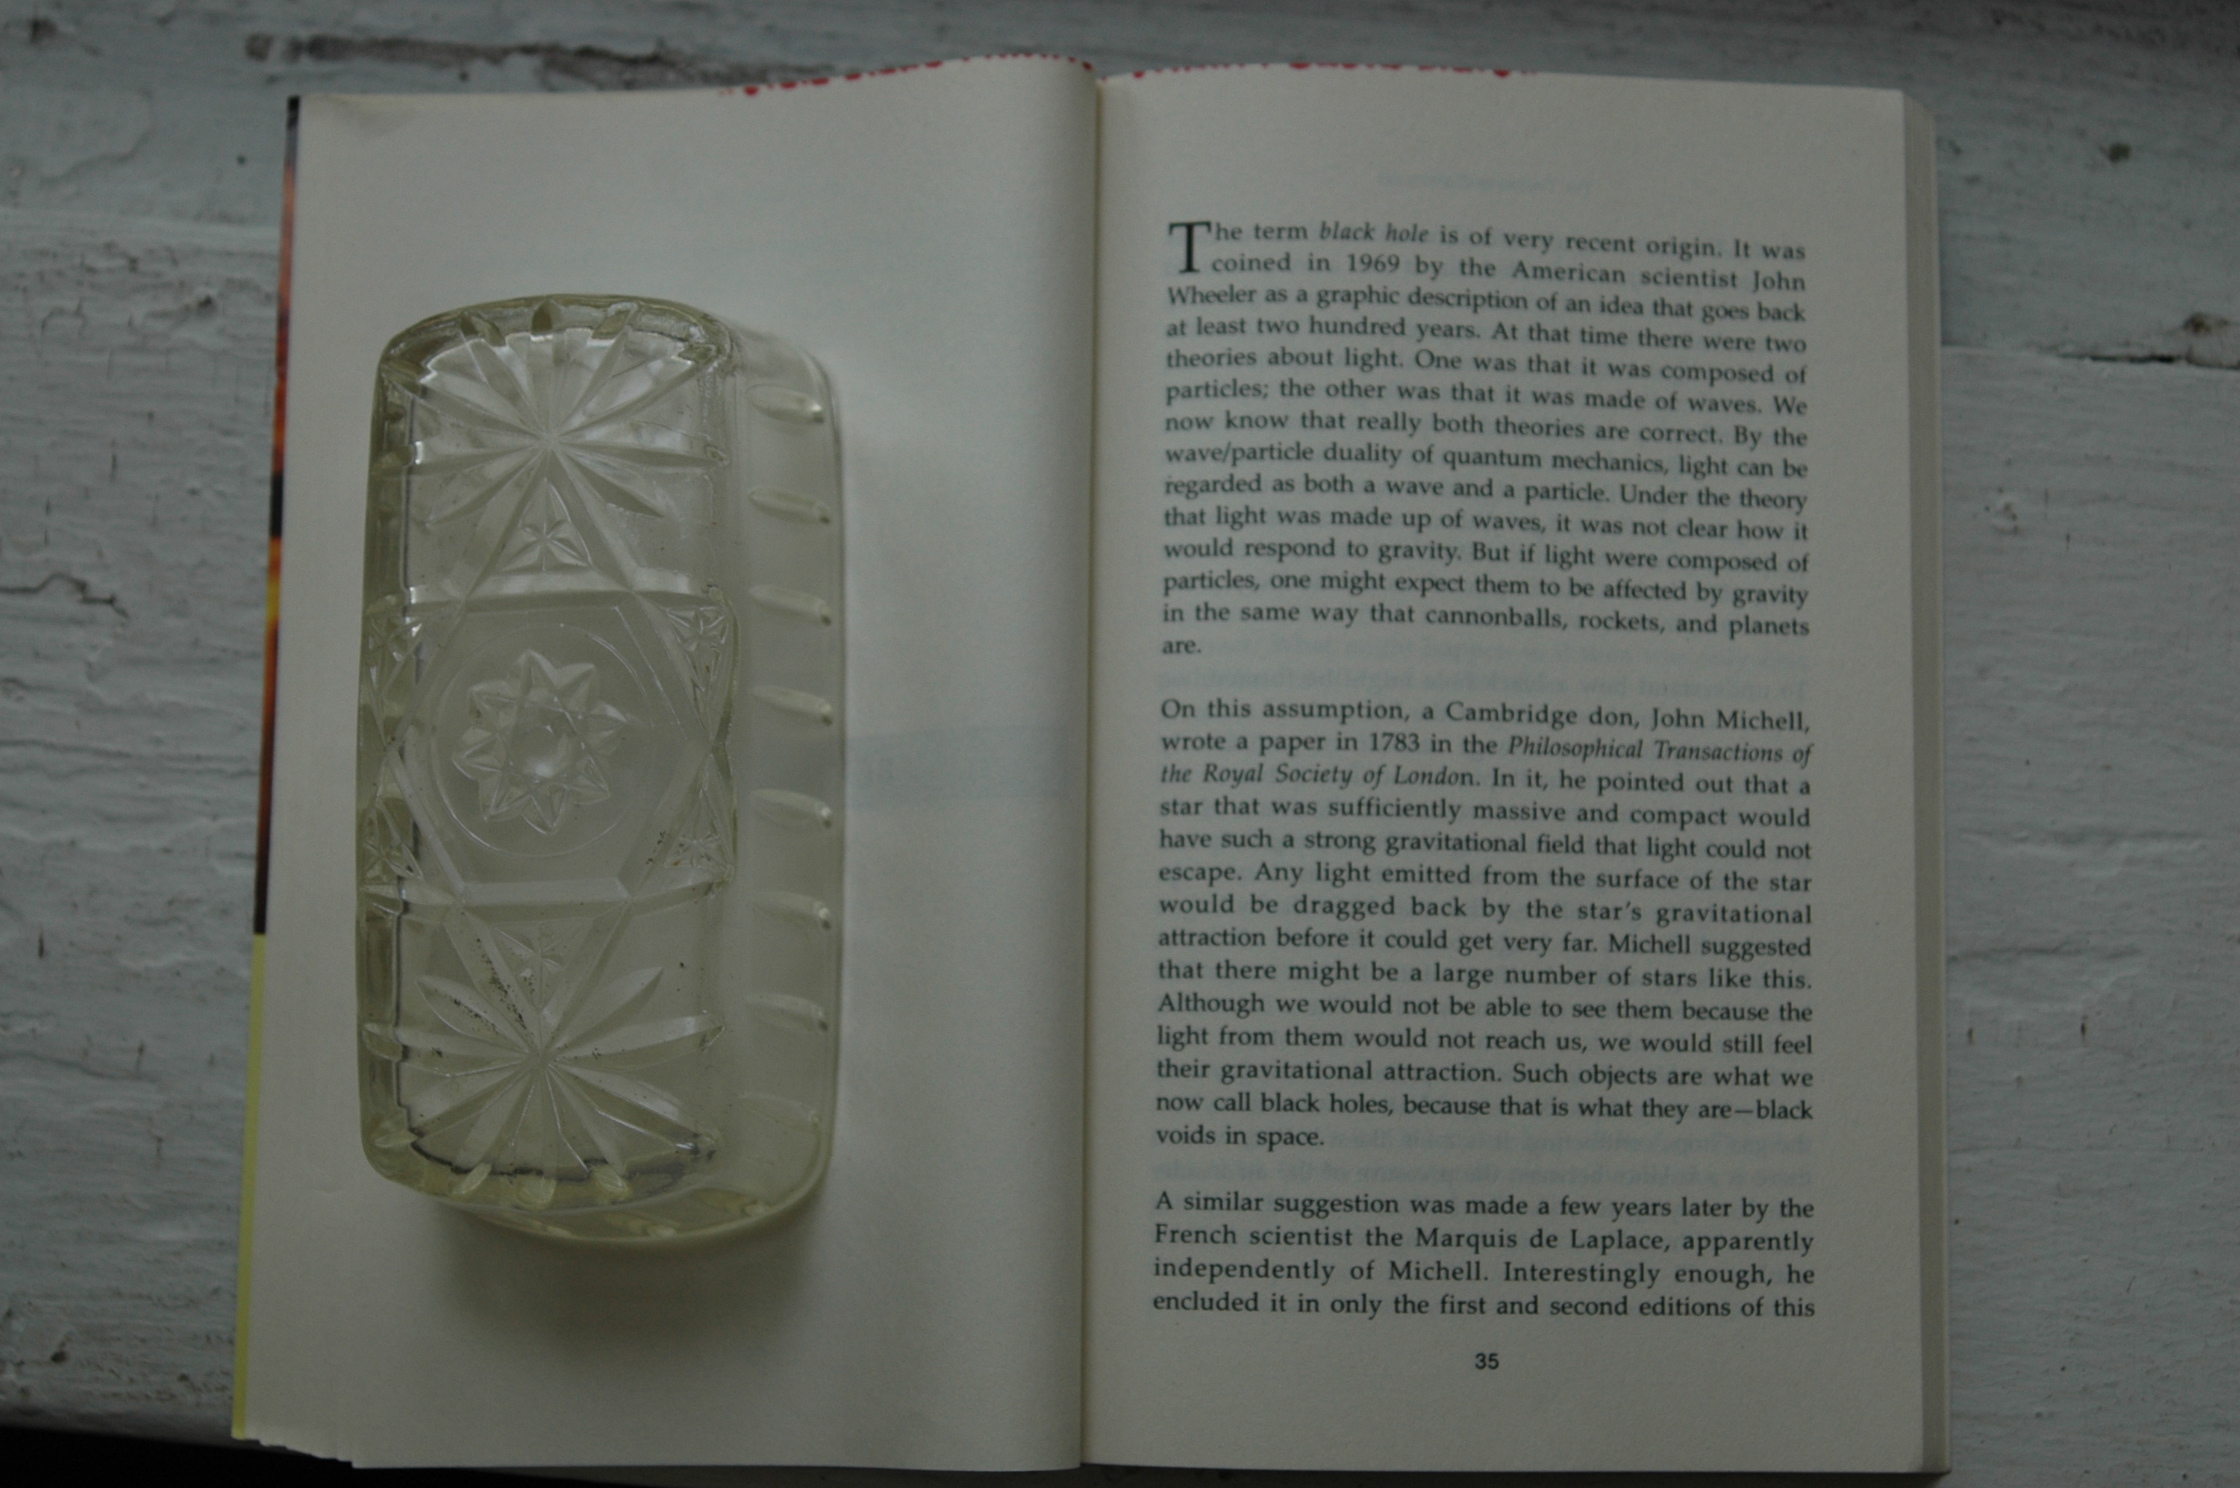 The term black hole is of very recent origin. It was
coined in 1969 by the American scientist John
Wheeler as a graphic description of an idea that goes back
at least two hundred years. At that time there were two
theories about light. One was that it was composed of
particles; the other was that it was made of waves. We
now know that really both theories are correct. By the
wave/particle duality of quantum mechanics, light can be
regarded as both a wave and a particle. Under the theory
that light was made up of waves, it was not clear how it
would respond to gravity. But if light were composed of
particles, one might expect them to be affected by gravity
in the same way that cannonballs, rockets, and planets
are.
On this assumption, a Cambridge don, John Michell,
wrote a paper in 1783 in the Philosophical Transactions of
the Royal Society of London. In it, he pointed out that a
star that was sufficiently massive and compact would
have such a strong gravitational field that light could not
escape. Any light emitted from the surface of the star
would be dragged back by the star's gravitational
attraction before it could get very far. Michell suggested
that there might be a large number of stars like this.
Although we would not be able to see them because the
light from them would not reach us, we would still feel
their gravitational attraction. Such objects are what we
now call black holes, because that is what they are—black
voids in space.
A similar suggestion was made a few years later by the
French scientist the Marquis de Laplace, apparently
independently of Michell. Interestingly enough, he
encluded it in only the first and second editions of this
35